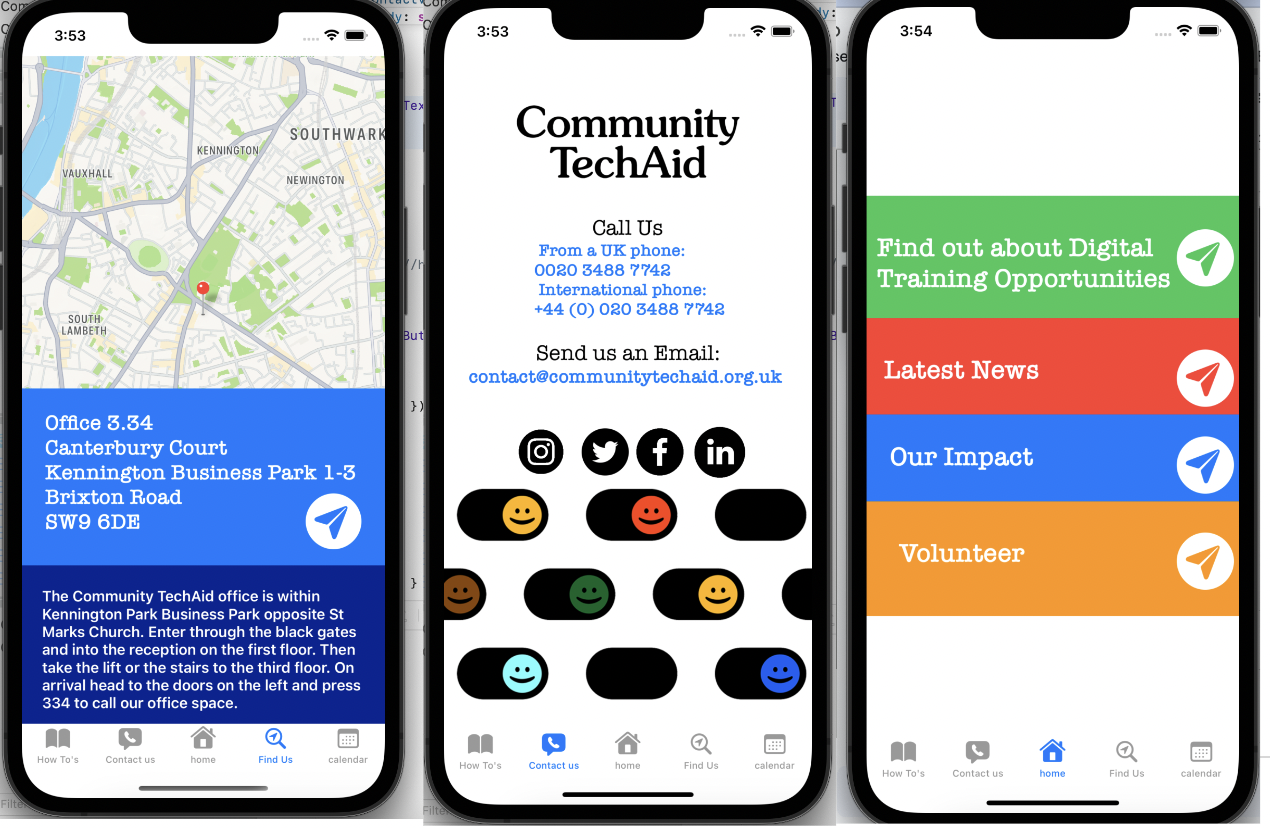 3:53
SOUTHWARK
KENNINGTON
VAUXHALL
NEWINGTON
SOUTH
LAMBETH
Office 3.34
Canterbury Court
Kennington Business Park 1-3
Brixton Road
SW9 6DE
The Community TechAid office is within
Kennington Park Business Park opposite St
Marks Church. Enter through the black gates
and into the reception on the first floor. Then
take the lift or the stairs to the third floor. On
arrival head to the doors on the left and press
334 to call our office space.
How To's Contact us home Find Us calendar
3:53
Community
TechAid
Call Us
From a UK phone:
0020 3488 7742
International phone:
+44 (0) 020 3488 7742
Send us an Email:
contact@communitytechaid.org.uk
in
How To's Contact us home Find Us calendar
3:54
Find out about Digital
Training Opportunities
Latest News
Our Impact
Volunteer
How To's Contact us home Find Us calendar